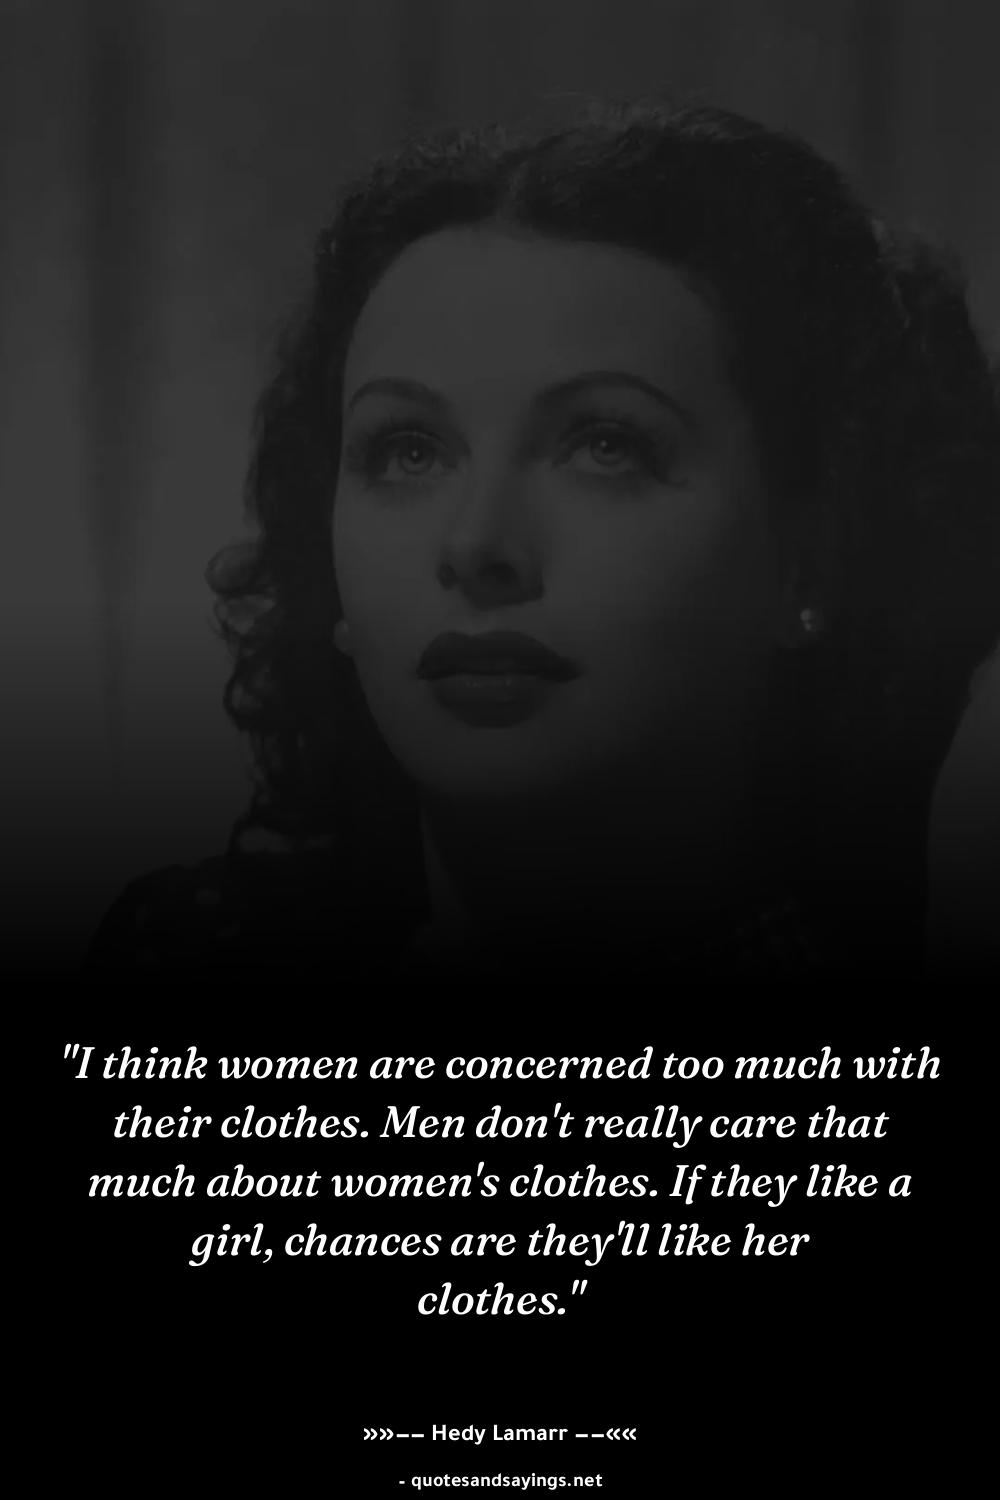 "I think women are concerned too much with
their clothes. Men don't really care that
much about women's clothes. If they like a
girl, chances are they'll like her
clothes."
»»–– Hedy Lamarr ––««
- quotesandsayings.net